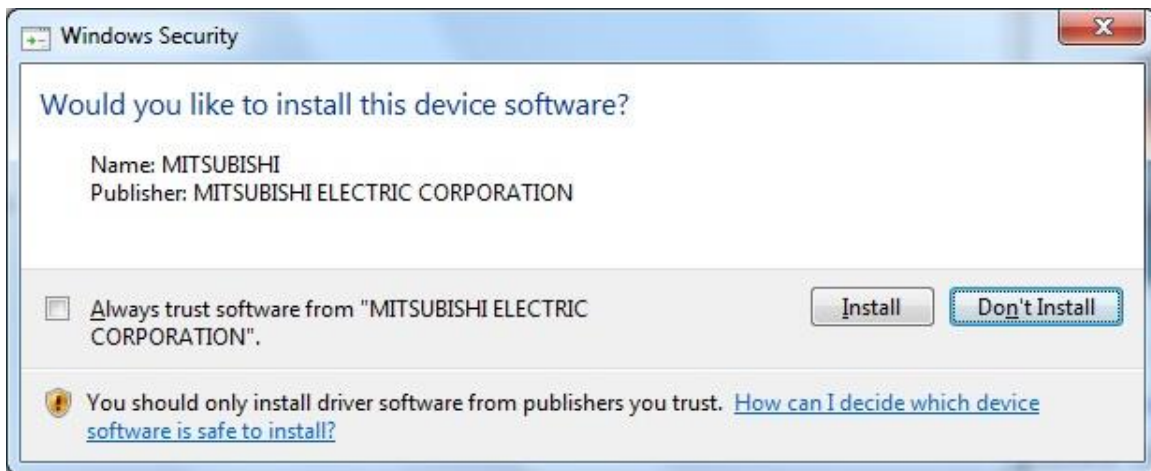 Windows Security
Would you like to install this device software?
Name: MITSUBISHI
Publisher: MITSUBISHI ELECTRIC CORPORATION
Always trust software from "MITSUBISHI ELECTRIC
CORPORATION".
Install
Don't Install
You should only install driver software from publishers you trust. How can I decide which device
software is safe to install?